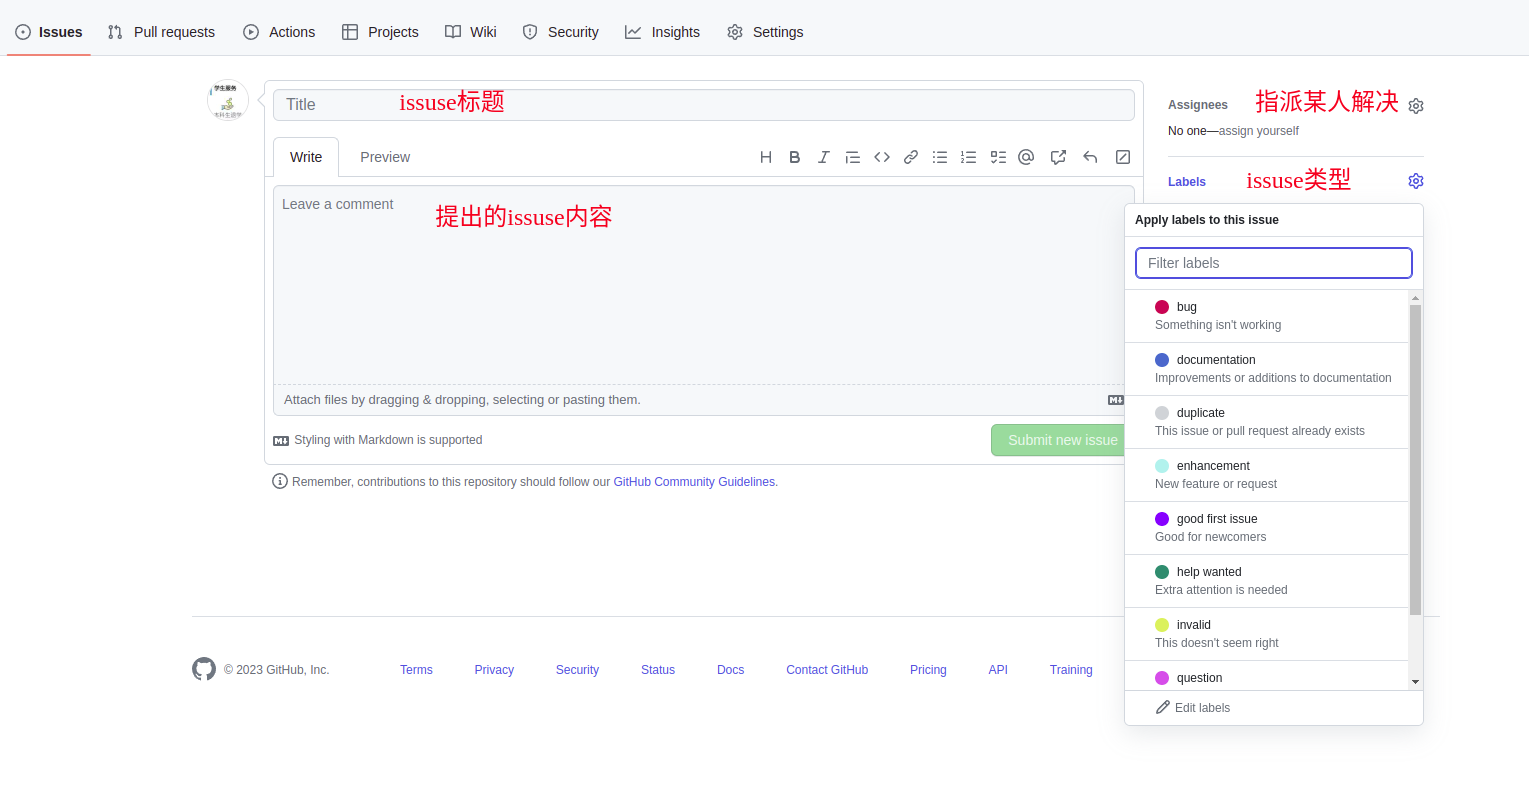 Issues Pull requests Actions Projects Wiki Security Insights Settings
学生服务
本科生助学
Title issuse标题
Assignees 指派某人解决
No one—assign yourself
Write Preview
Labels issuse类型
Leave a comment 提出的issuse内容
Apply labels to this issue
Filter labels
bug
Something isn't working
documentation
Improvements or additions to documentation
duplicate
This issue or pull request already exists
enhancement
New feature or request
good first issue
Good for newcomers
help wanted
Extra attention is needed
invalid
This doesn't seem right
question
Edit labels
Attach files by dragging & dropping, selecting or pasting them.
Styling with Markdown is supported
Submit new issue
Remember, contributions to this repository should follow our GitHub Community Guidelines.
© 2023 GitHub, Inc. Terms Privacy Security Status Docs Contact GitHub Pricing API Training